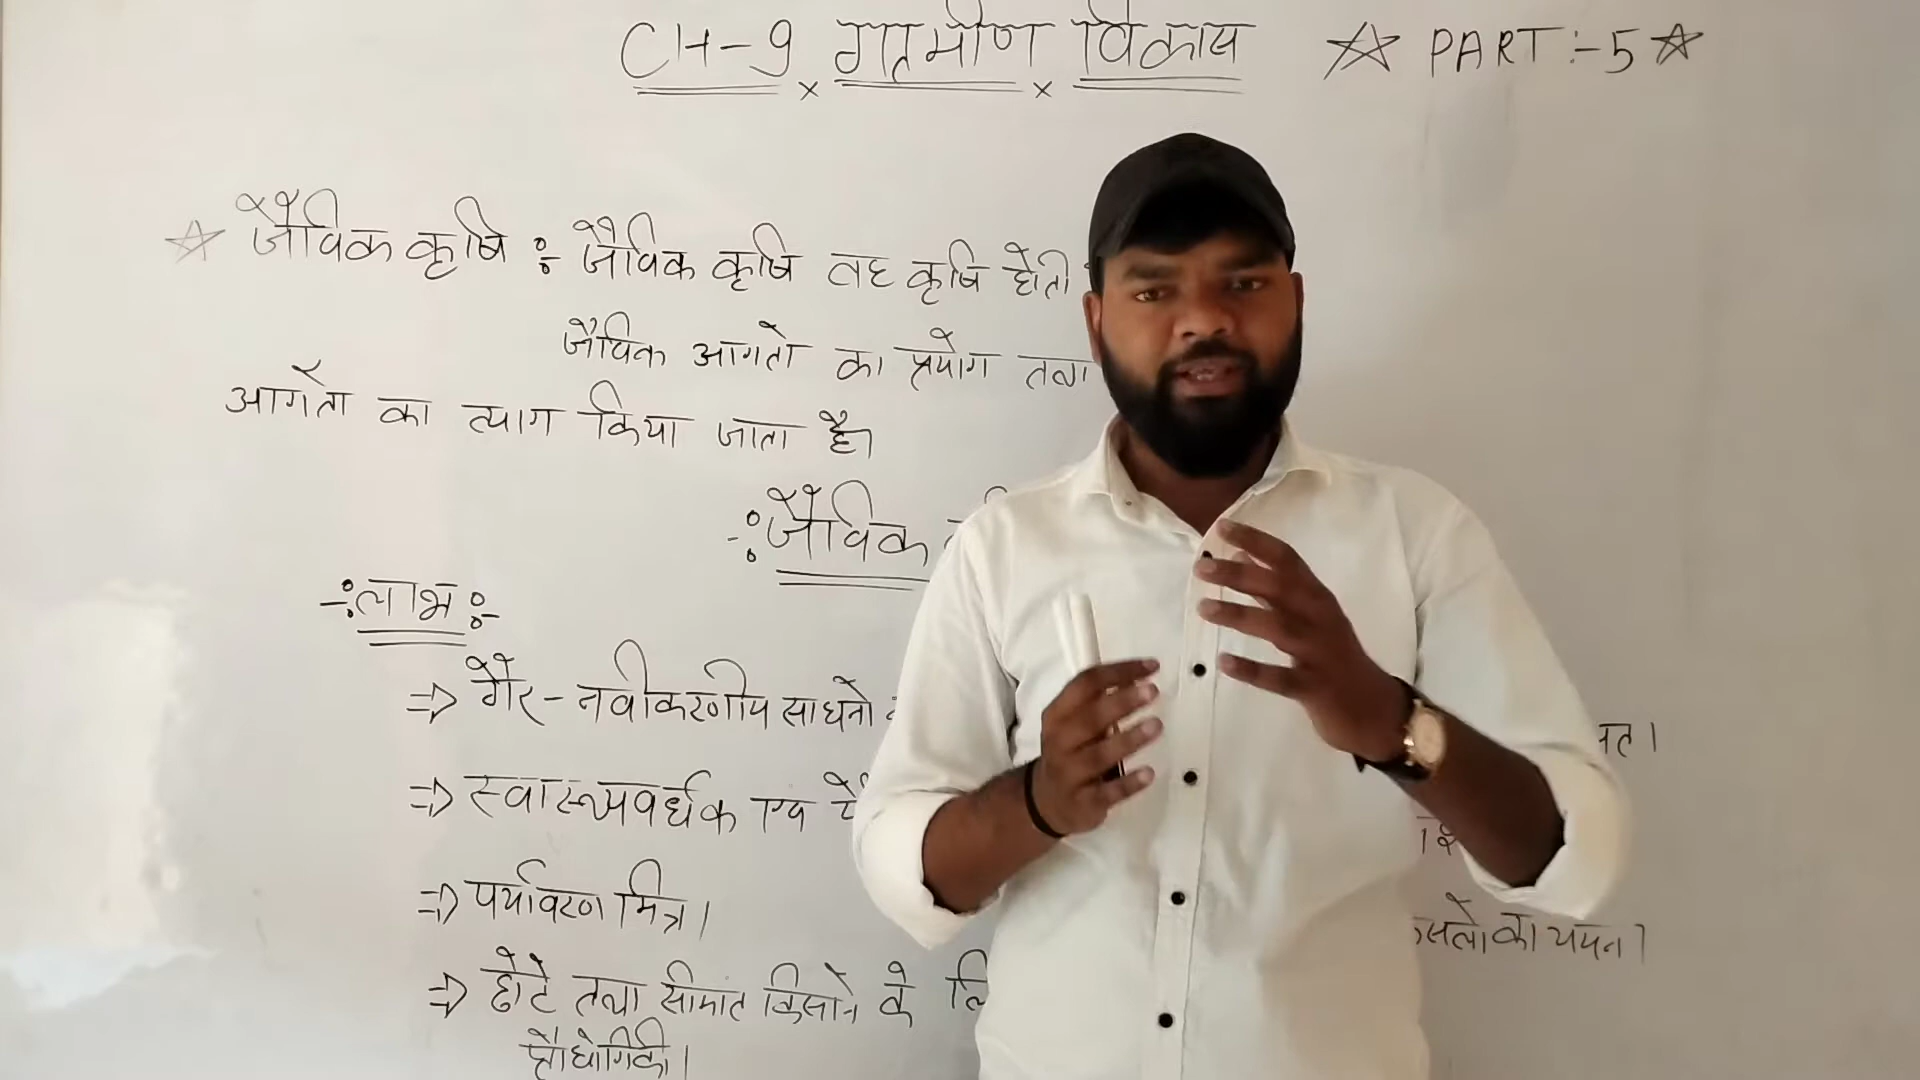 CH-9 ग्रामीण विकास ☆ PART:-5 ☆
☆ जैविक कृषि : जैविक कृषि वह कृषि होती
जैविक आगतो का प्रयोग तथा
आगतो का त्याग किया जाता है।
-: जैविक
-: लाभ :-
⇒ गैर-नवीकरणीय साधनो
⇒ स्वास्थ्यवर्धक एव
⇒ पर्यावरण मित्र।
फसलो का चयन।
⇒ छोटे तथा सीमांत किसानो के
प्रौद्योगिकी।